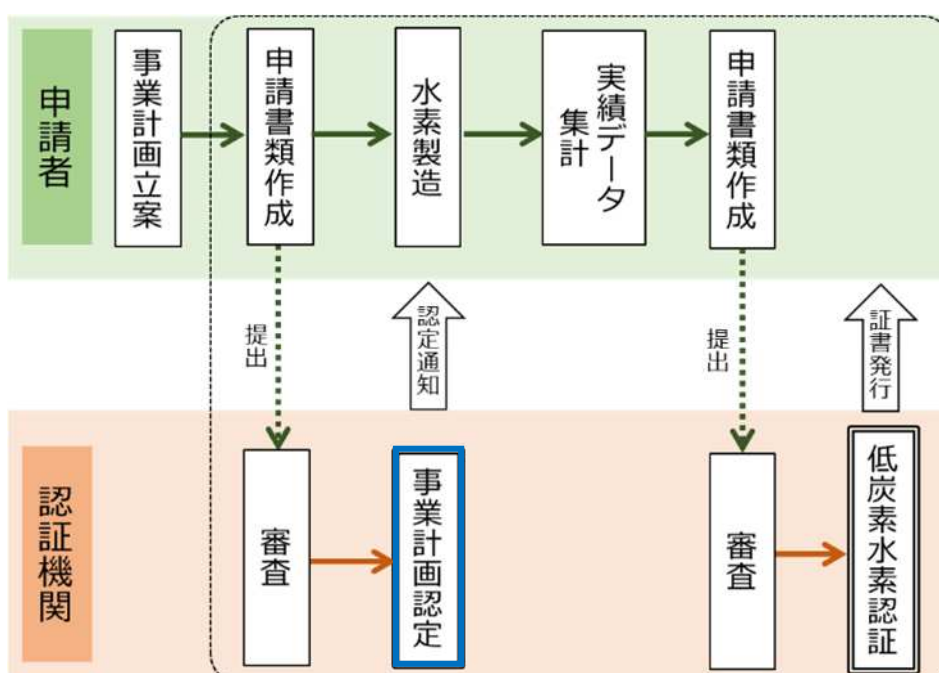 申請者
事業計画立案
申請書類作成
水素製造
実績データ
集計
申請書類作成
提出
認定通知
提出
証書発行
認証機関
審査
事業計画認定
審査
低炭素水素認証